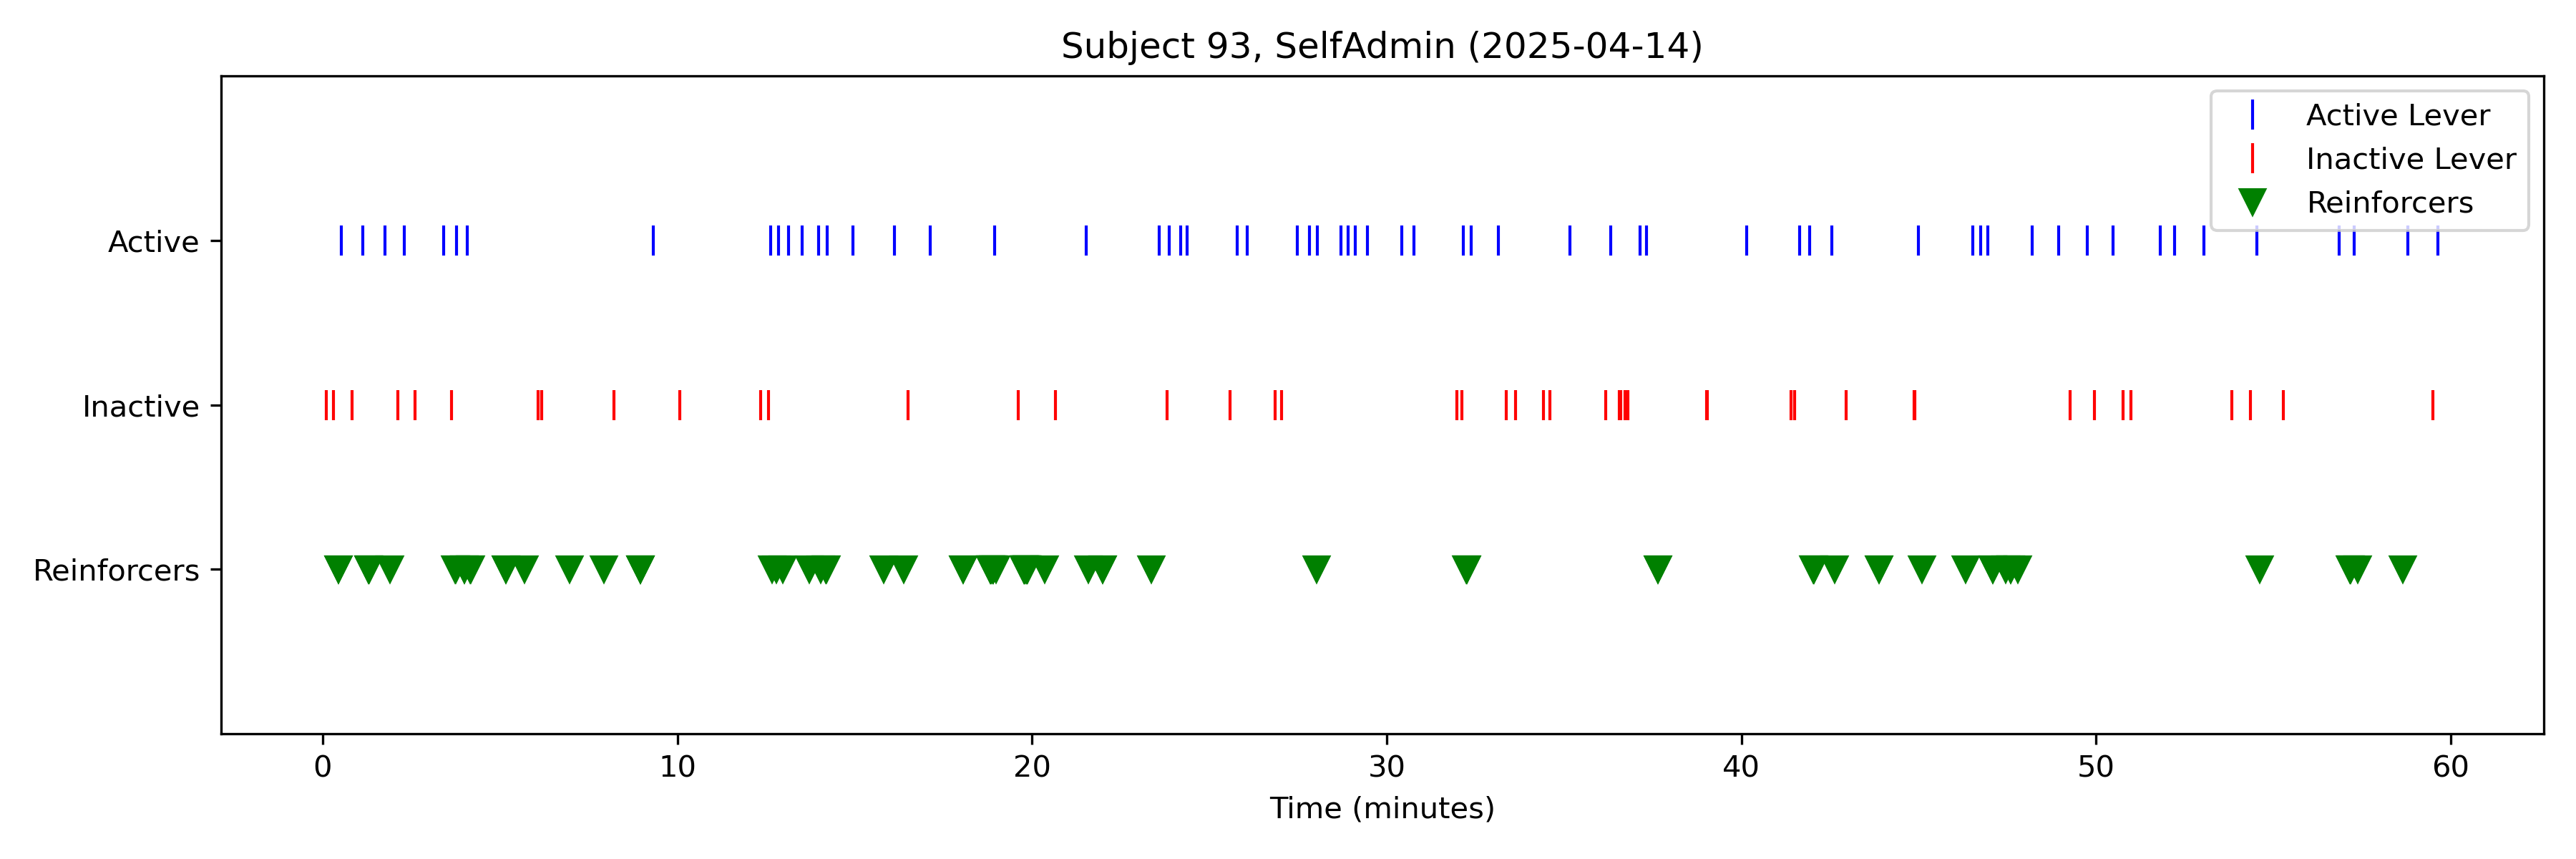 Subject 93, SelfAdmin (2025-04-14)
Active Lever
Inactive Lever
Reinforcers
Active
Inactive
Reinforcers
0 10 20 30 40 50 60
Time (minutes)